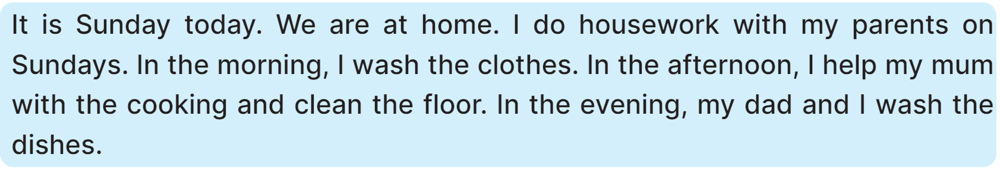 It is Sunday today. We are at home. I do housework with my parents on
Sundays. In the morning, I wash the clothes. In the afternoon, I help my mum
with the cooking and clean the floor. In the evening, my dad and I wash the
dishes.